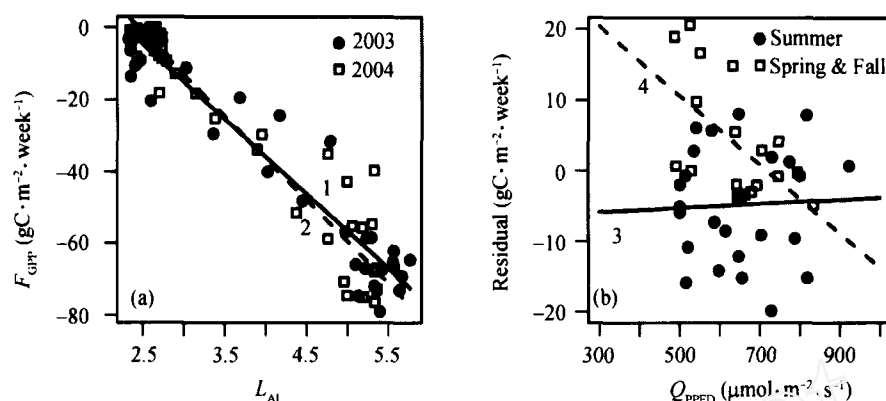 0
−20
−40
−60
−80
F_GPP (gC·m⁻²·week⁻¹)
2003
2004
1
2
(a)
2.5 3.5 4.5 5.5
L_AI
20
10
0
−10
−20
Residual (gC·m⁻²·week⁻¹)
Summer
Spring & Fall
4
3
(b)
300 500 700 900
Q_PPFD (μmol·m⁻²·s⁻¹)